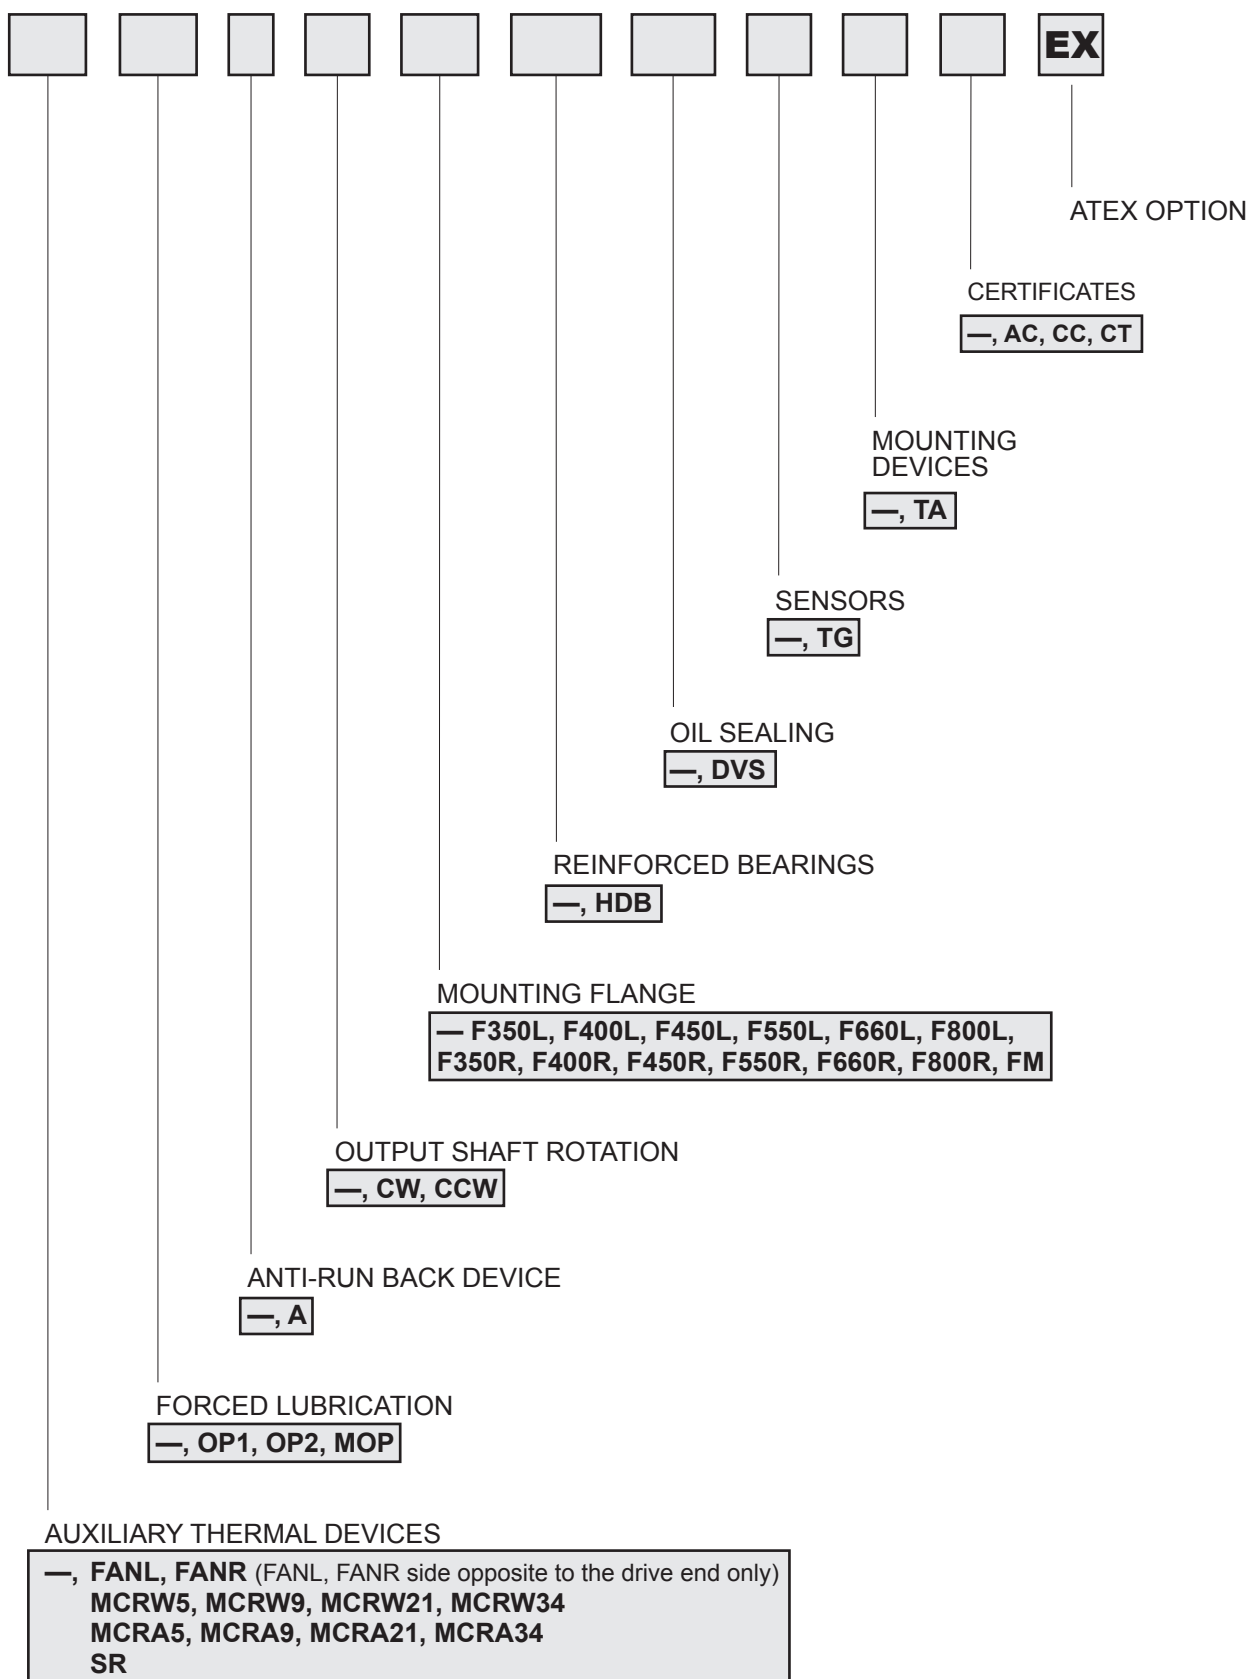 EX
ATEX OPTION
CERTIFICATES
—, AC, CC, CT
MOUNTING
DEVICES
—, TA
SENSORS
—, TG
OIL SEALING
—, DVS
REINFORCED BEARINGS
—, HDB
MOUNTING FLANGE
— F350L, F400L, F450L, F550L, F660L, F800L,
F350R, F400R, F450R, F550R, F660R, F800R, FM
OUTPUT SHAFT ROTATION
—, CW, CCW
ANTI-RUN BACK DEVICE
—, A
FORCED LUBRICATION
—, OP1, OP2, MOP
AUXILIARY THERMAL DEVICES
—, FANL, FANR (FANL, FANR side opposite to the drive end only)
MCRW5, MCRW9, MCRW21, MCRW34
MCRA5, MCRA9, MCRA21, MCRA34
SR